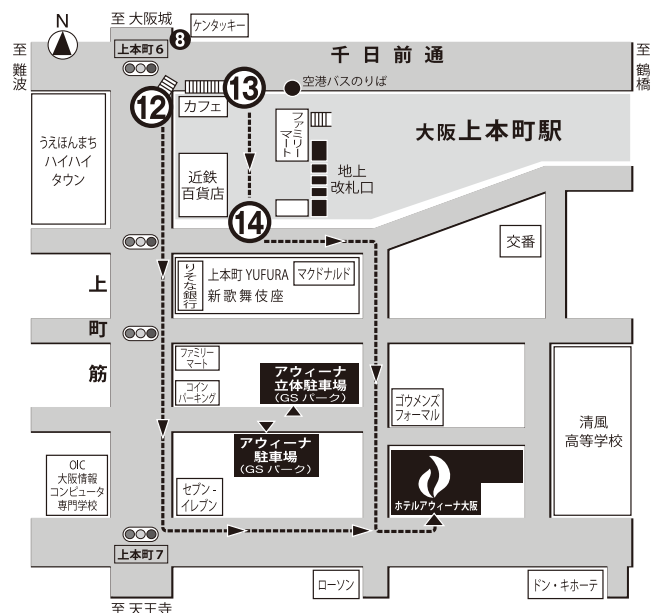 至 大阪城
N
8
ケンタッキー
上本町6
至難波
千日前通
至鶴橋
空港バスのりば
12
13
カフェ
ファミリー
マート
大阪上本町駅
うえほんまち
ハイハイ
タウン
近鉄
百貨店
地上
改札口
14
交番
りそな銀行
上本町 YUFURA
新歌舞伎座
マクドナルド
上町筋
ファミリー
マート
コイン
パーキング
アウィーナ
立体駐車場
(GS パーク)
ゴウメンズ
フォーマル
清風
高等学校
アウィーナ
駐車場
(GS パーク)
OIC
大阪情報
コンピュータ
専門学校
セブン-
イレブン
ホテルアウィーナ大阪
上本町7
ローソン
ドン・キホーテ
至 天王寺